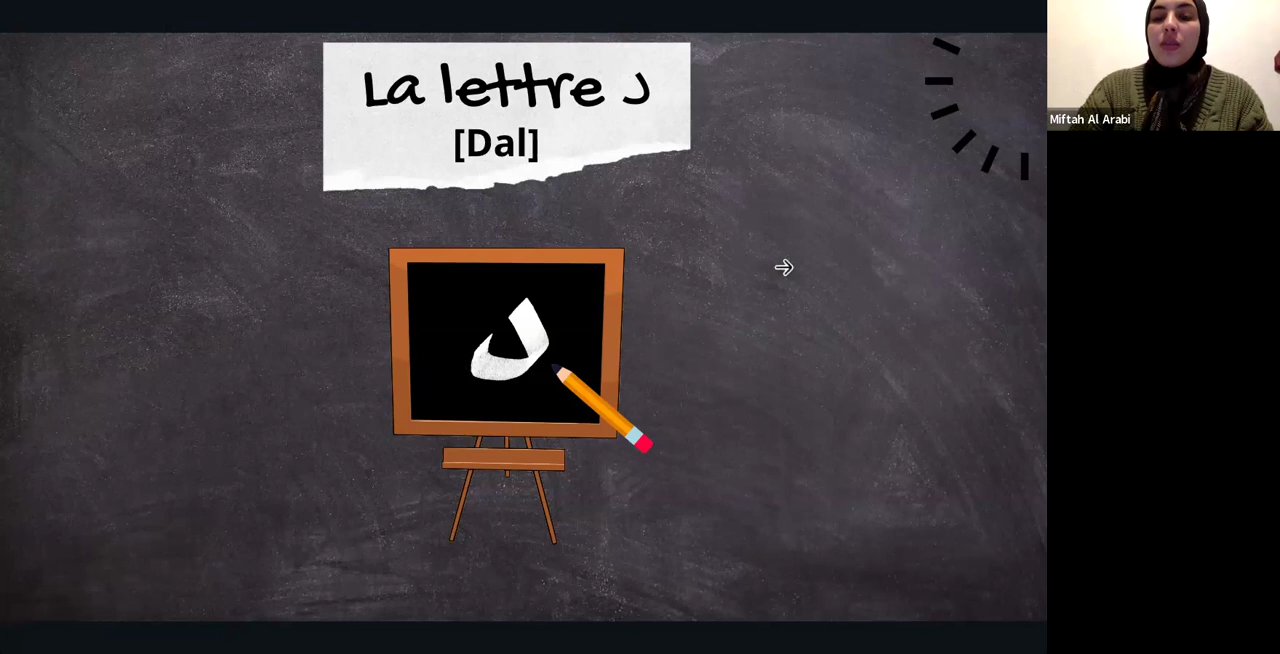 La lettre د
[Dal]
د
Miftah Al Arabi